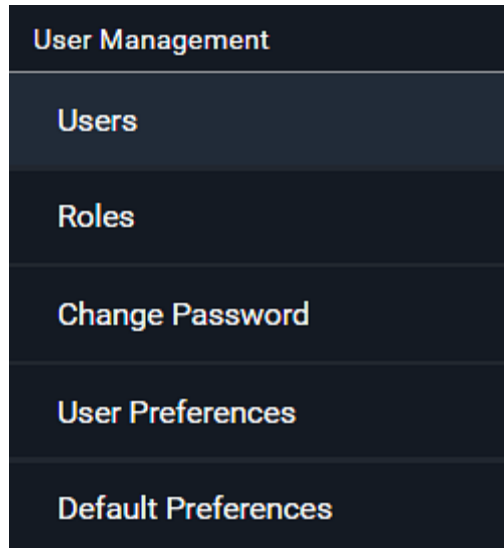 User Management
Users
Roles
Change Password
User Preferences
Default Preferences